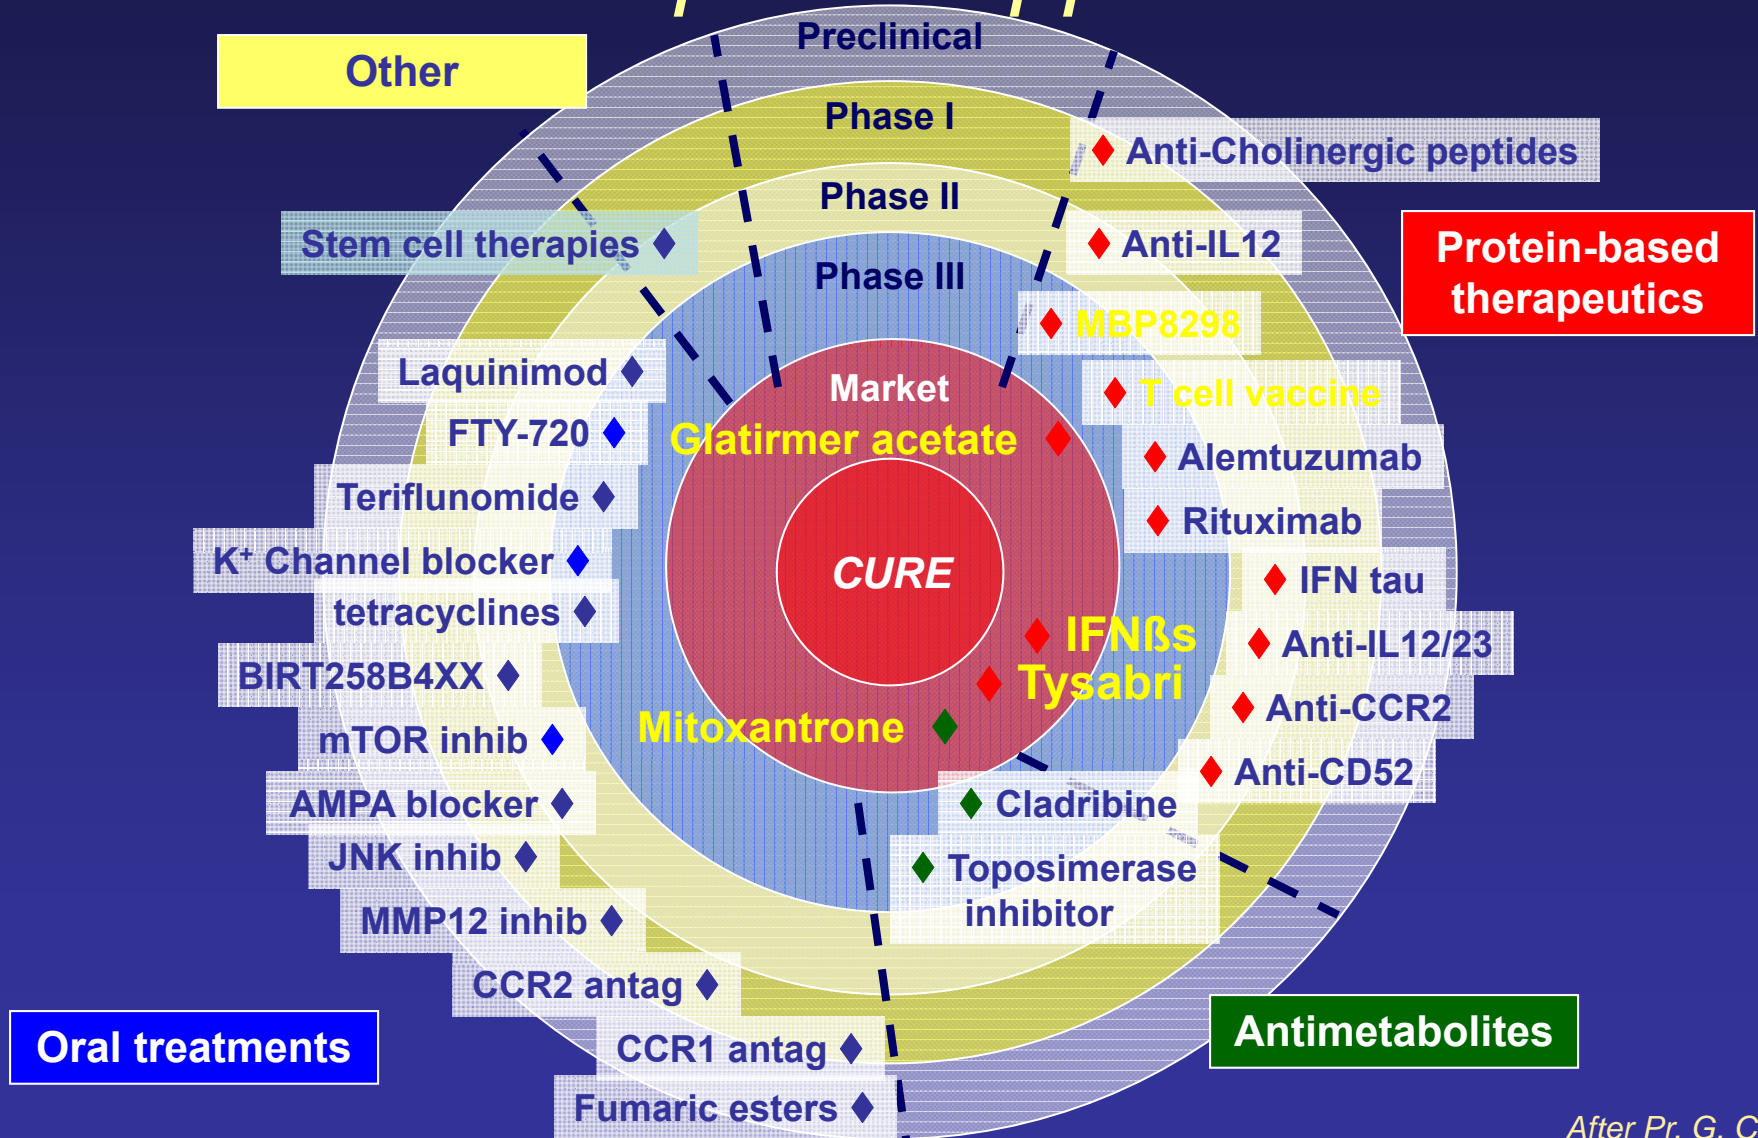 Preclinical
Other
Phase I
Anti-Cholinergic peptides
Phase II
Stem cell therapies
Anti-IL12
Protein-based
therapeutics
Phase III
MBP8298
Laquinimod
Market
T cell vaccine
FTY-720
Glatirmer acetate
Alemtuzumab
Teriflunomide
Rituximab
K+ Channel blocker
CURE
IFN tau
tetracyclines
IFNßs
Anti-IL12/23
BIRT258B4XX
Tysabri
Anti-CCR2
mTOR inhib
Mitoxantrone
Anti-CD52
AMPA blocker
Cladribine
JNK inhib
Toposimerase
inhibitor
MMP12 inhib
CCR2 antag
Oral treatments
Antimetabolites
CCR1 antag
Fumaric esters
After Pr. G. C